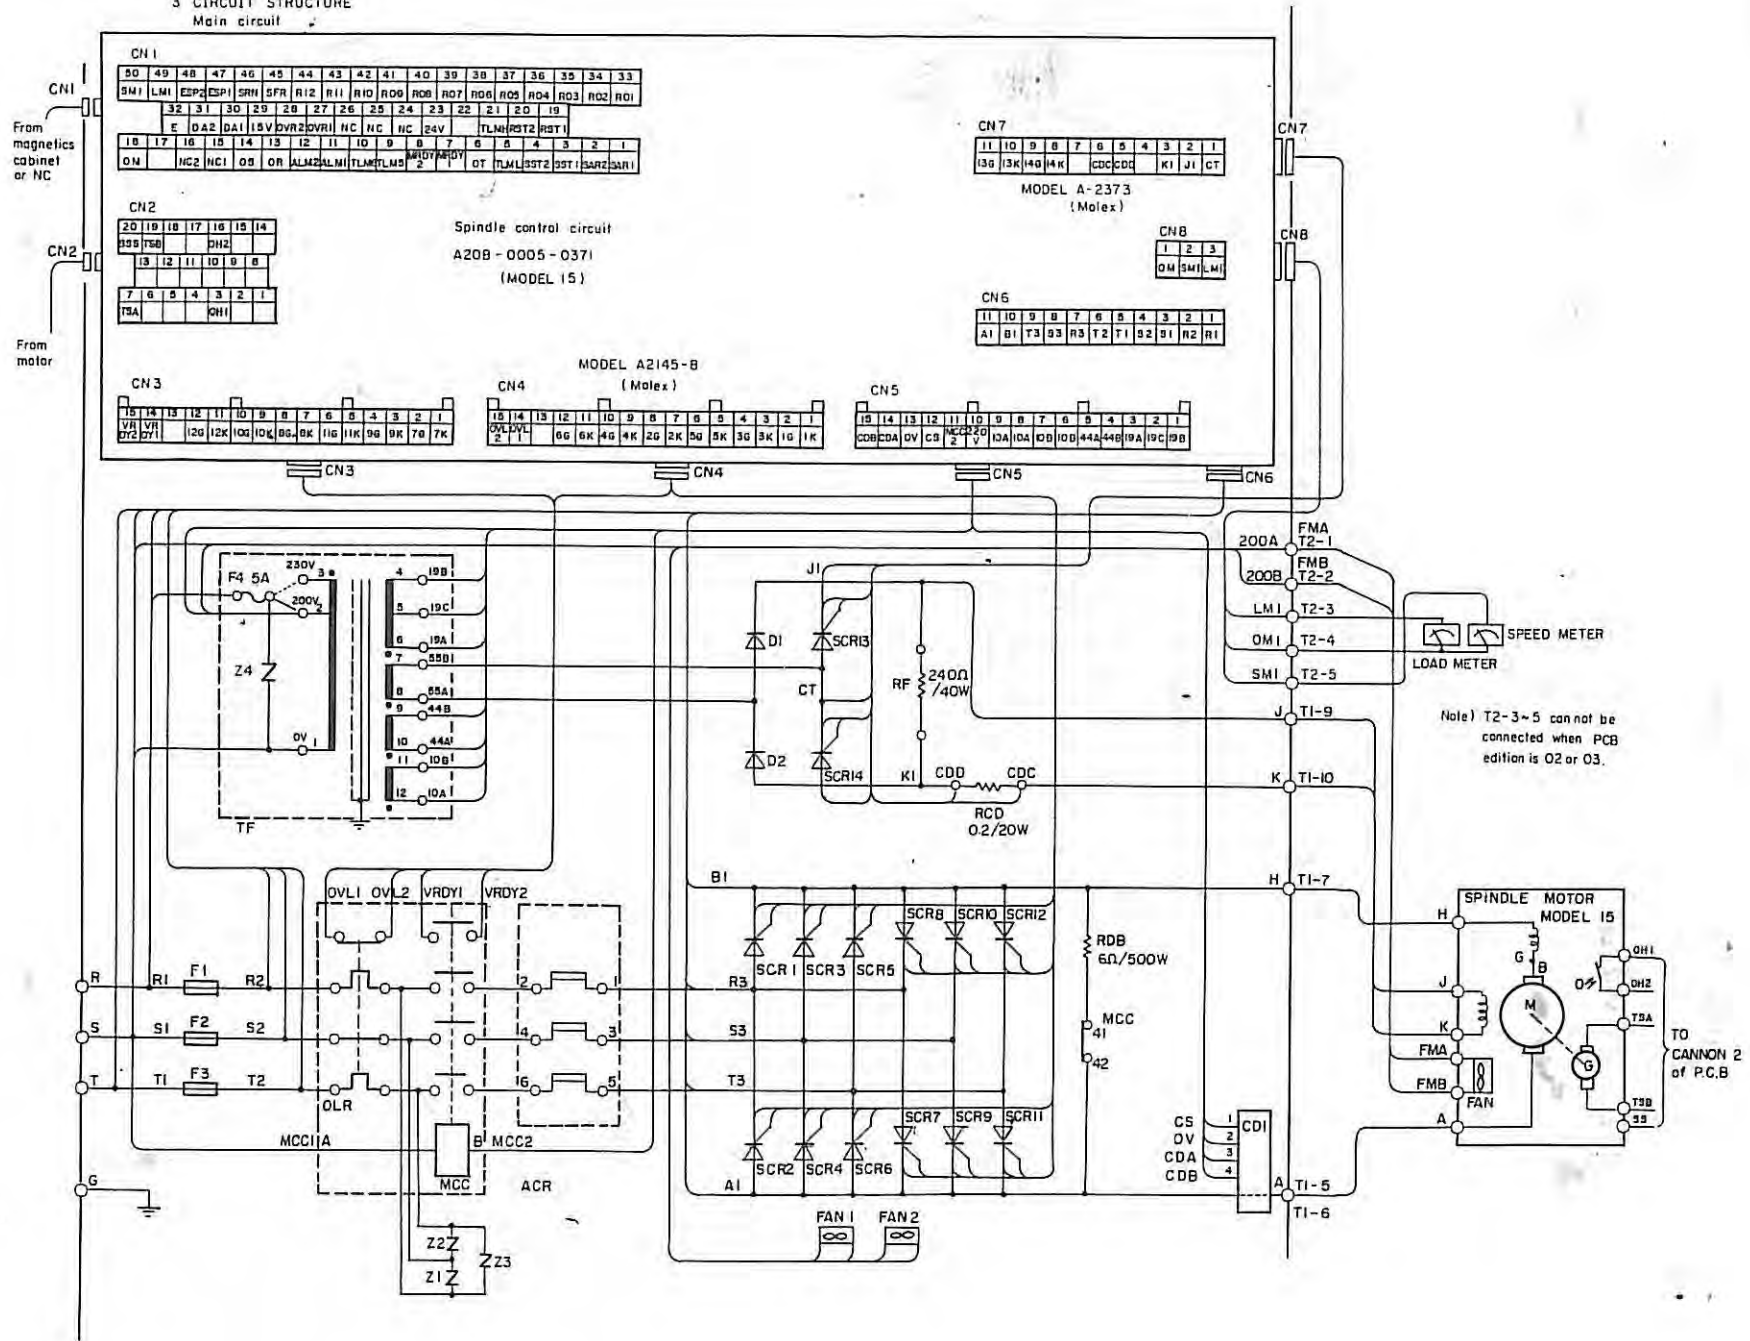 3 CIRCUIT STRUCTURE
Main circuit
CN1
50 49 48 47 46 45 44 43 42 41 40 39 38 37 36 35 34 33
SM1 LM1 ESP2 ESP1 SRN SFR R12 R11 R10 R09 R08 R07 R06 R05 R04 R03 R02 R01
32 31 30 29 28 27 26 25 24 23 22 21 20 19
E DA2 DA1 15V OVR2 OVR1 NC NC NC 24V TLNH RST2 RST1
18 17 16 15 14 13 12 11 10 9 8 7 6 5 4 3 2 1
OM NC2 NC1 OS OR ALM2 ALM1 TLM6 TLM5 MRDY2 MRDY1 OT TLML SST2 SST1 SAR2 SAR1
CN1
From
magnetics
cabinet
or NC
CN2
20 19 18 17 16 15 14
SS TSB OH2
13 12 11 10 9 8
7 6 5 4 3 2 1
TSA OH1
CN2
From
motor
Spindle control circuit
A20B-0005-0371
(MODEL 15)
CN7
11 10 9 8 7 6 5 4 3 2 1
13G 13K 14G 14K CDC CDD K1 J1 CT
MODEL A-2373
(Molex)
CN7
CN8
1 2 3
OM SM1 LM1
CN8
CN6
11 10 9 8 7 6 5 4 3 2 1
A1 B1 T3 S3 R3 T2 T1 S2 S1 R2 R1
MODEL A2145-B
(Molex)
CN3
15 14 13 12 11 10 9 8 7 6 5 4 3 2 1
VRDY2 VRDY1 12G 12K 10G 10K 8G 8K 11G 11K 9G 9K 7G 7K
CN4
15 14 13 12 11 10 9 8 7 6 5 4 3 2 1
OVL2 OVL1 6G 6K 4G 4K 2G 2K 5G 5K 3G 3K 1G 1K
CN5
15 14 13 12 11 10 9 8 7 6 5 4 3 2 1
CDB CDA OV CS MCC2 220V 10A 10A 10B 10B 44A 44B 19A 19C 19B
CN3
CN4
CN5
CN6
FMA
200A T2-1
FMB
200B T2-2
LM1 T2-3
OM1 T2-4
SM1 T2-5
J T1-9
K T1-10
LOAD METER
SPEED METER
Note) T2-3~5 can not be
connected when PCB
edition is 02 or 03.
F4 5A
230V 3
200V 2
Z4
0V 1
TF
4 19B
5 19C
6 19A
7 55B
8 55A
9 44B
10 44A
11 10B
12 10A
J1
D1
SCR13
CT
RF 240Ω
/40W
D2
SCR14
K1
CDD
CDC
RCD
0.2/20W
B1
H T1-7
OVL1 OVL2 VRDY1 VRDY2
SCR8 SCR10 SCR12
SCR1 SCR3 SCR5
RDB
6Ω/500W
R R1 F1 R2
2 1 R3
S S1 F2 S2
4 3 S3
T T1 F3 T2
6 5 T3
OLR
MCC
41
42
MCC1 A
B MCC2
MCC
ACR
SCR7 SCR9 SCR11
SCR2 SCR4 SCR6
A1
CS 1
OV 2
CDA 3
CDB 4
CD1
A T1-5
T1-6
G
Z2
Z1
Z3
FAN 1
FAN 2
SPINDLE MOTOR
MODEL 15
H
G B
J
K
FMA
FMB
FAN
A
M
G
OH1
OH2
TSA
TSB
SS
TO
CANNON 2
of P.C.B